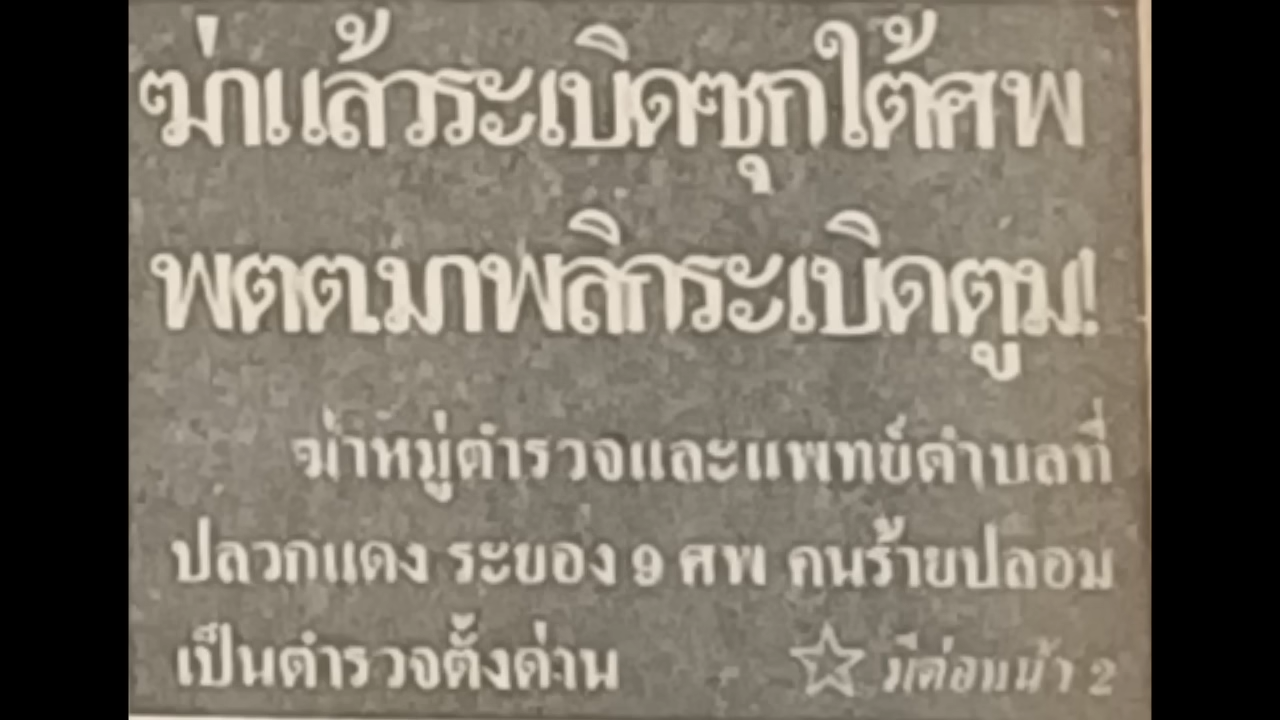 ฆ่าแล้วระเบิดซุกใต้ศพ
พตต.มาพลิกระเบิดตูม!
ฆ่าหมู่ตำรวจและแพทย์ตำบลที่
ปลวกแดง ระยอง 9 ศพ คนร้ายปลอม
เป็นตำรวจตั้งด่าน ☆ มีต่อหน้า 2